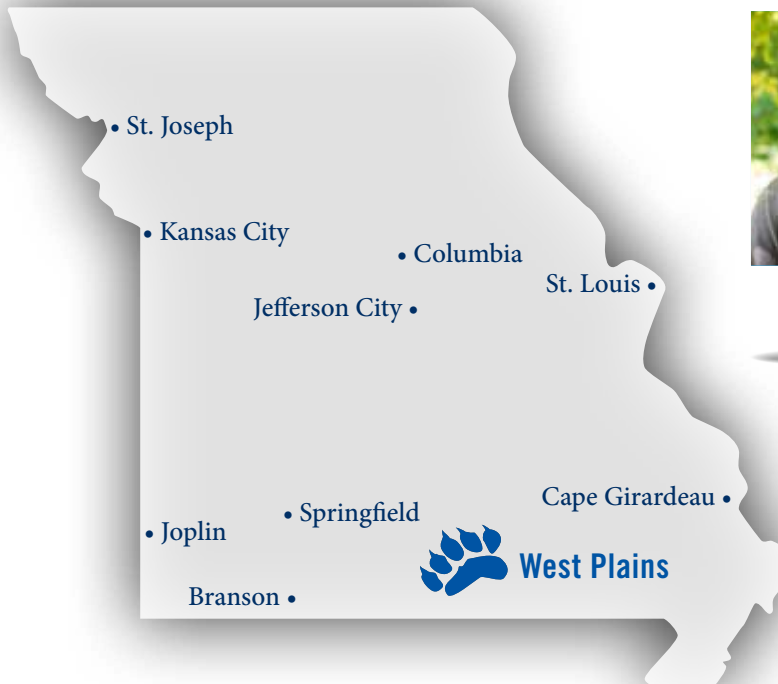 St. Joseph
Kansas City
Columbia
St. Louis
Jefferson City
Cape Girardeau
Springfield
Joplin
West Plains
Branson